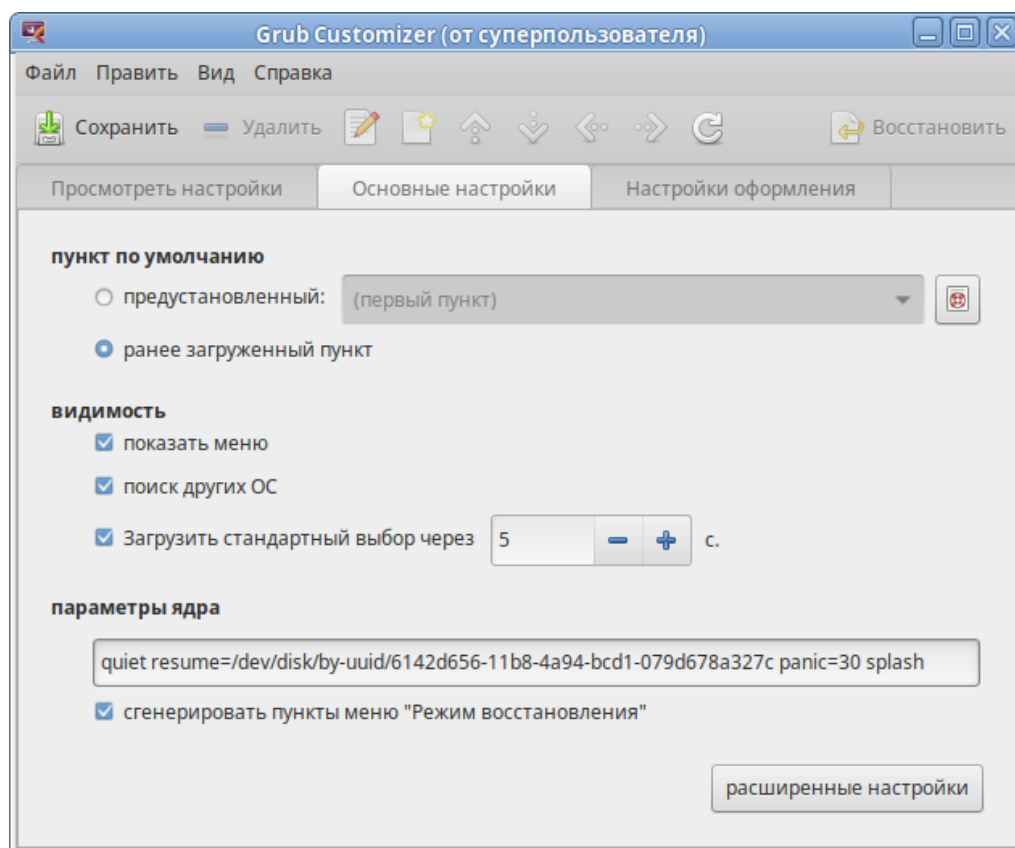 Grub Customizer (от суперпользователя)
Файл Править Вид Справка
Сохранить Удалить Восстановить
Просмотреть настройки Основные настройки Настройки оформления
пункт по умолчанию
предустановленный: (первый пункт)
ранее загруженный пункт
видимость
показать меню
поиск других ОС
Загрузить стандартный выбор через 5 с.
параметры ядра
quiet resume=/dev/disk/by-uuid/6142d656-11b8-4a94-bcd1-079d678a327c panic=30 splash
сгенерировать пункты меню "Режим восстановления"
расширенные настройки